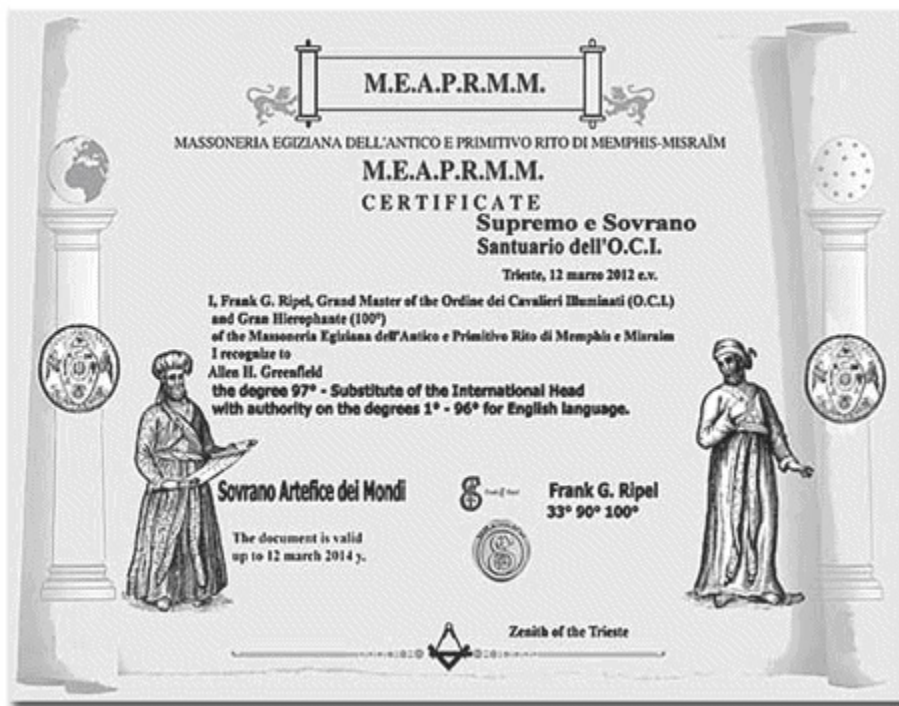 M.E.A.P.R.M.M.
MASSONERIA EGIZIANA DELL'ANTICO E PRIMITIVO RITO DI MEMPHIS-MISRAÏM
M.E.A.P.R.M.M.
CERTIFICATE
Supremo e Sovrano
Santuario dell'O.C.I.
Trieste, 12 marzo 2012 e.v.
I, Frank G. Ripel, Grand Master of the Ordine dei Cavalieri Illuminati (O.C.I.)
and Gran Hierophante (100°)
of the Massoneria Egiziana dell'Antico e Primitivo Rito di Memphis e Misraim
I recognize to
Allen H. Greenfield
the degree 97° - Substitute of the International Head
with authority on the degrees 1° - 96° for English language.
Sovrano Artefice dei Mondi
Frank G. Ripel
33° 90° 100°
The document is valid
up to 12 march 2014 y.
Zenith of the Trieste